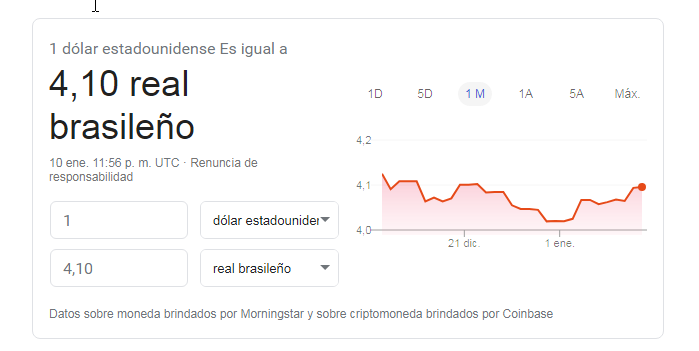 1 dólar estadounidense Es igual a
4,10 real
brasileño
10 ene. 11:56 p. m. UTC · Renuncia de
responsabilidad
1D 5D 1 M 1A 5A Máx.
4,2
4,1
4,0
21 dic. 1 ene.
1 dólar estadounider
4,10 real brasileño
Datos sobre moneda brindados por Morningstar y sobre criptomoneda brindados por Coinbase